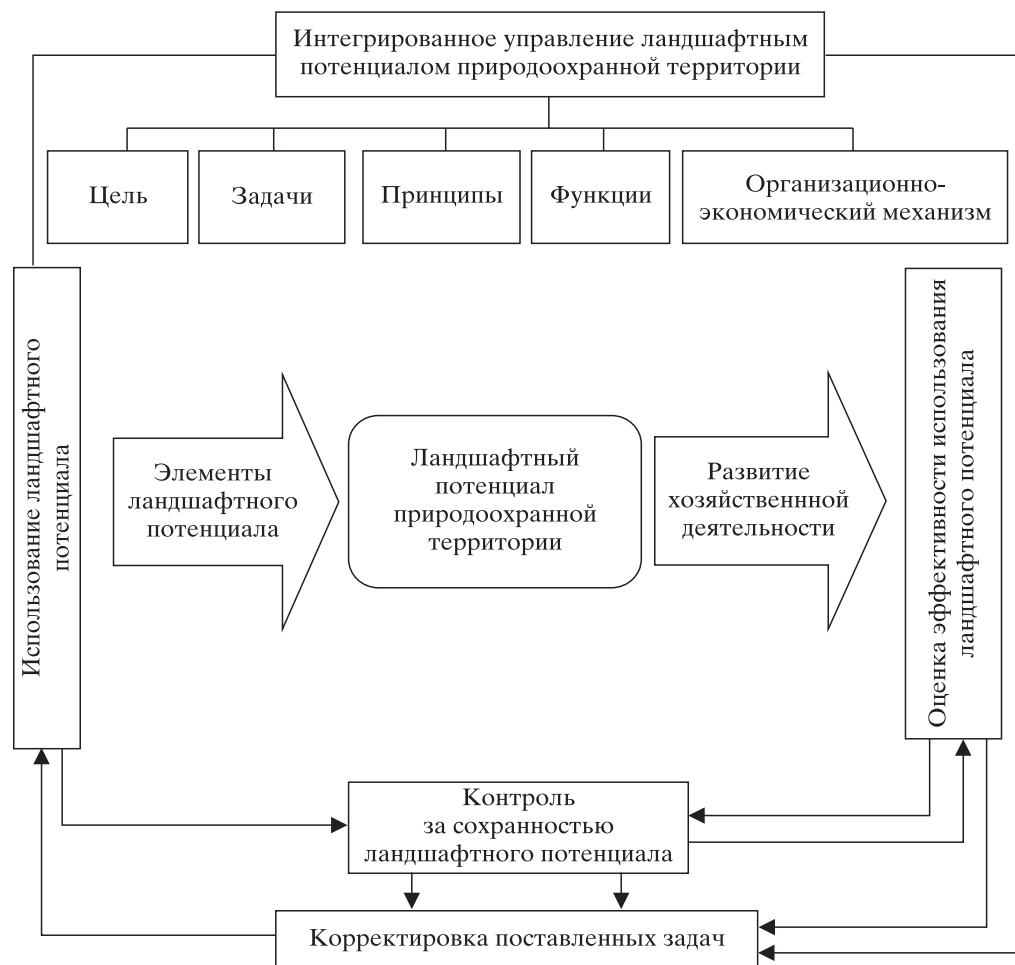 Интегрированное управление ландшафтным
потенциалом природоохранной территории
Цель
Задачи
Принципы
Функции
Организационно-
экономический механизм
Использование ландшафтного
потенциала
Элементы
ландшафтного
потенциала
Ландшафтный
потенциал
природоохранной
территории
Развитие
хозяйственнной
деятельности
Оценка эффективности использования
ландшафтного потенциала
Контроль
за сохранностью
ландшафтного потенциала
Корректировка поставленных задач